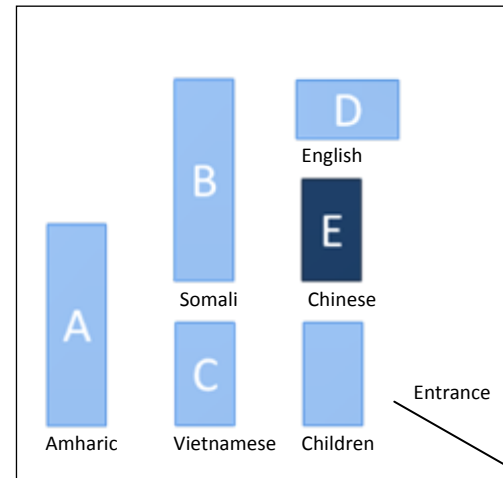 D
English
B
E
Somali
Chinese
A
C
Entrance
Amharic
Vietnamese
Children